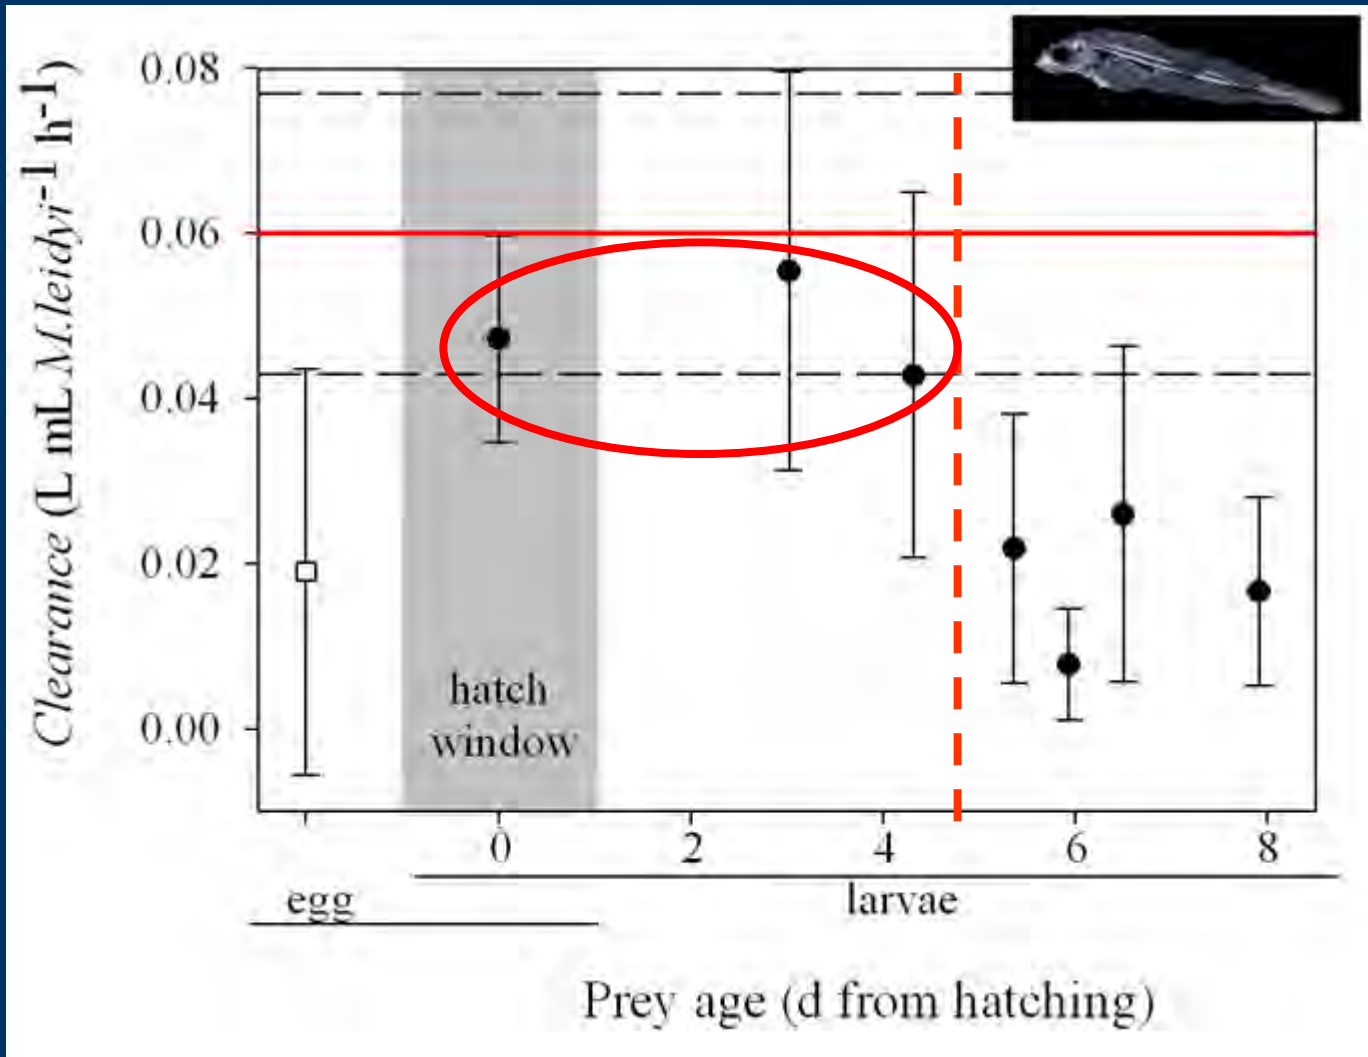 Clearance (L mL M.leidyi-1 h-1)
0.08
0.06
0.04
0.02
0.00
hatch
window
0 2 4 6 8
egg
larvae
Prey age (d from hatching)